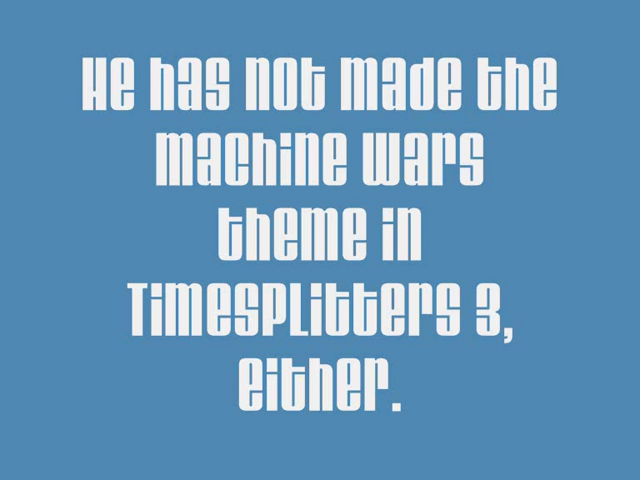 He has not made the
machine wars
theme in
TimeSplitters 3,
either.